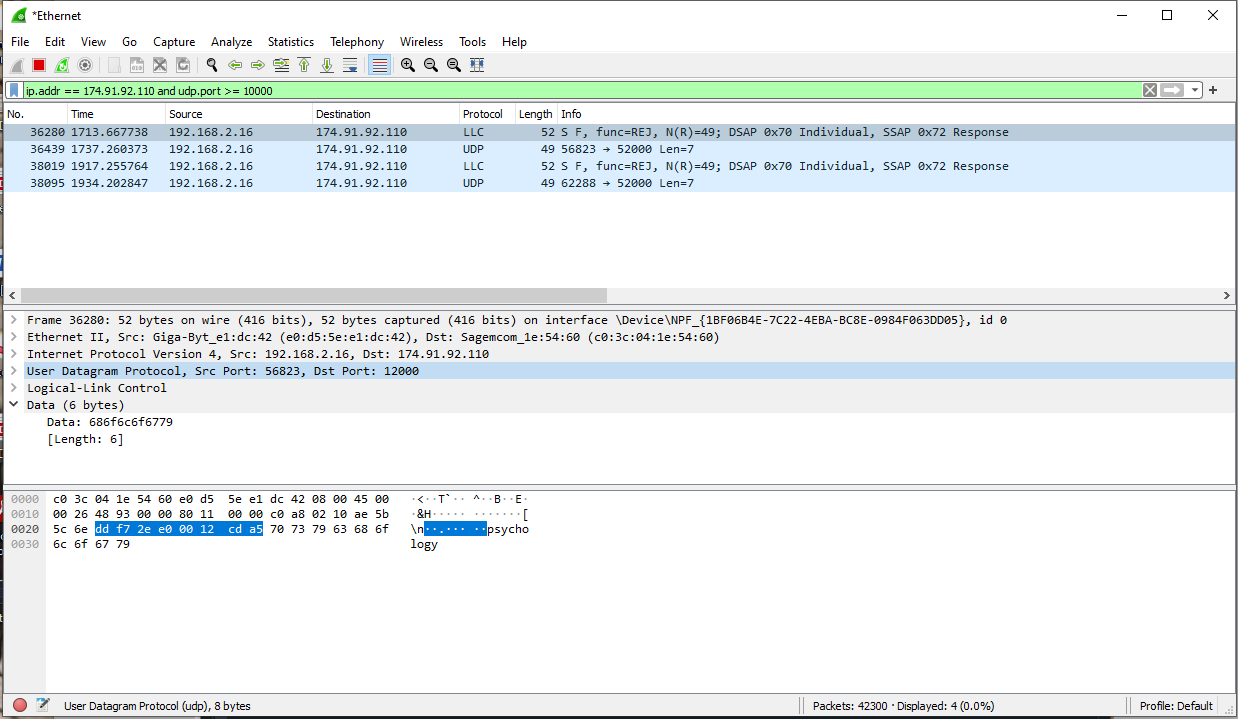 *Ethernet
File Edit View Go Capture Analyze Statistics Telephony Wireless Tools Help
ip.addr == 174.91.92.110 and udp.port >= 10000
No. Time Source Destination Protocol Length Info
36280 1713.667738 192.168.2.16 174.91.92.110 LLC 52 S F, func=REJ, N(R)=49; DSAP 0x70 Individual, SSAP 0x72 Response
36439 1737.260373 192.168.2.16 174.91.92.110 UDP 49 56823 → 52000 Len=7
38019 1917.255764 192.168.2.16 174.91.92.110 LLC 52 S F, func=REJ, N(R)=49; DSAP 0x70 Individual, SSAP 0x72 Response
38095 1934.202847 192.168.2.16 174.91.92.110 UDP 49 62288 → 52000 Len=7
Frame 36280: 52 bytes on wire (416 bits), 52 bytes captured (416 bits) on interface \Device\NPF_{1BF06B4E-7C22-4EBA-BC8E-0984F063DD05}, id 0
Ethernet II, Src: Giga-Byt_e1:dc:42 (e0:d5:5e:e1:dc:42), Dst: Sagemcom_1e:54:60 (c0:3c:04:1e:54:60)
Internet Protocol Version 4, Src: 192.168.2.16, Dst: 174.91.92.110
User Datagram Protocol, Src Port: 56823, Dst Port: 12000
Logical-Link Control
Data (6 bytes)
Data: 686f6c6f6779
[Length: 6]
0000 c0 3c 04 1e 54 60 e0 d5 5e e1 dc 42 08 00 45 00 ·<··T`·· ^··B··E·
0010 00 26 48 93 00 00 80 11 00 00 c0 a8 02 10 ae 5b ·&H····· ·······[
0020 5c 6e dd f7 2e e0 00 12 cd a5 70 73 79 63 68 6f \n··.··· ··psycho
0030 6c 6f 67 79 logy
User Datagram Protocol (udp), 8 bytes Packets: 42300 · Displayed: 4 (0.0%) Profile: Default